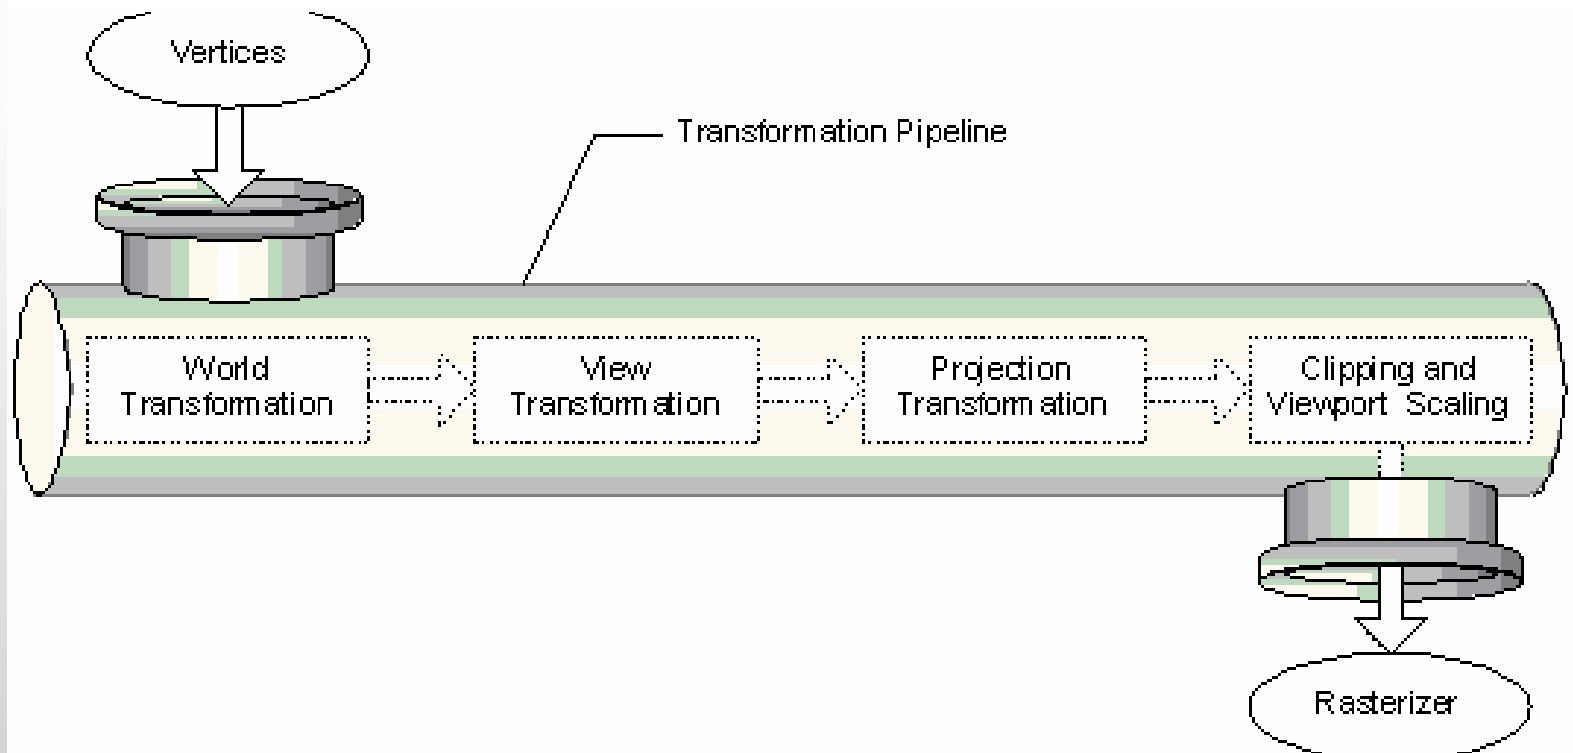 Vertices
Transformation Pipeline
World
Transformation
View
Transformation
Projection
Transformation
Clipping and
Viewport Scaling
Rasterizer